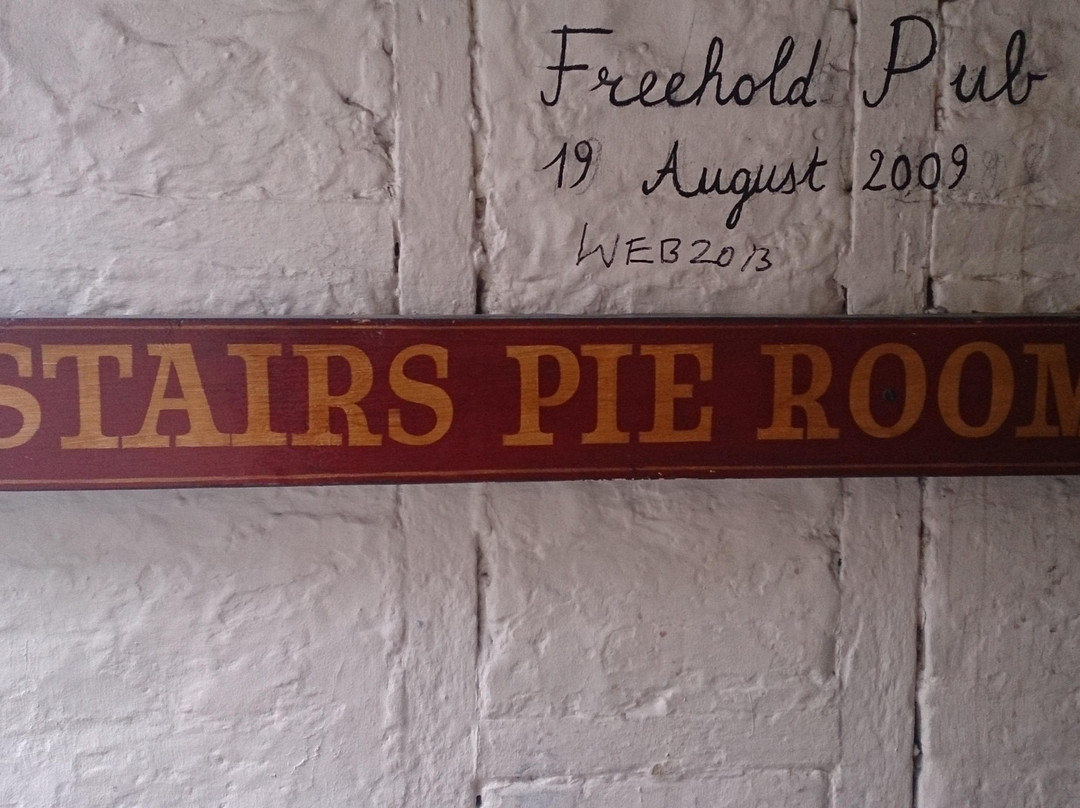 Freehold Pub
19 August 2009
WEB2013
STAIRS PIE ROOM